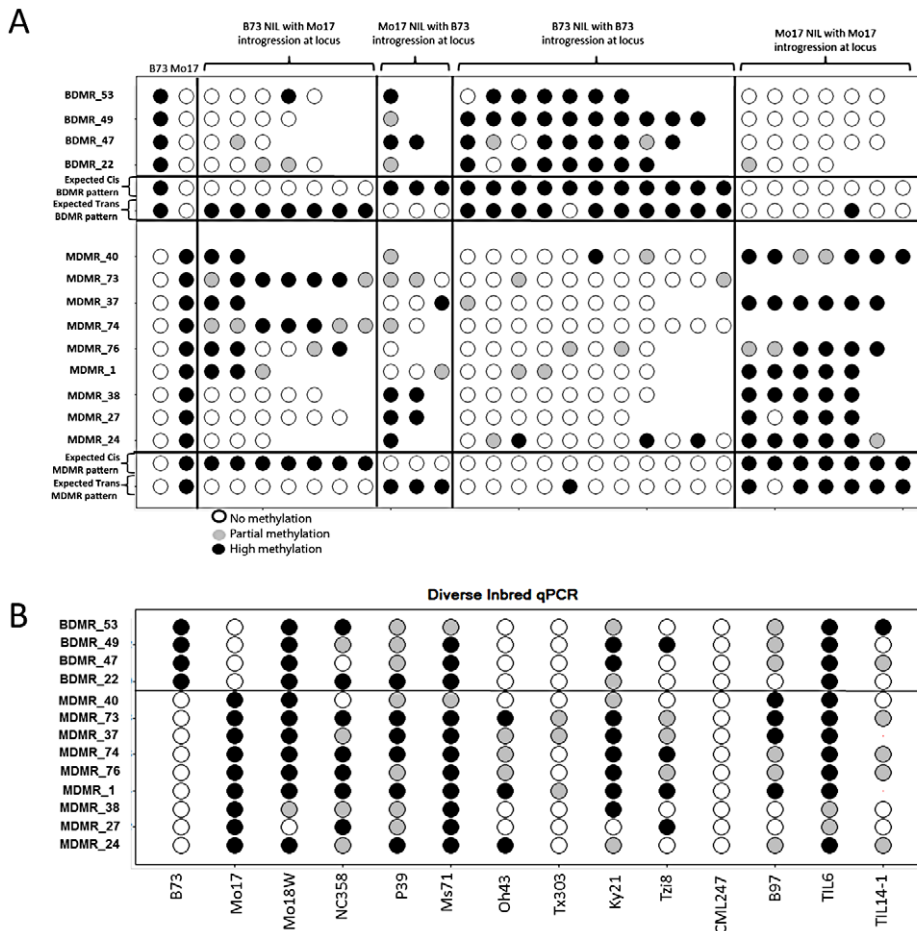 A
B73 NIL with Mo17
introgression at locus
Mo17 NIL with B73
introgression at locus
B73 NIL with B73
introgression at locus
Mo17 NIL with Mo17
introgression at locus
B73 Mo17
BDMR_53
BDMR_49
BDMR_47
BDMR_22
Expected Cis
BDMR pattern
Expected Trans
BDMR pattern
MDMR_40
MDMR_73
MDMR_37
MDMR_74
MDMR_76
MDMR_1
MDMR_38
MDMR_27
MDMR_24
Expected Cis
MDMR pattern
Expected Trans
MDMR pattern
No methylation
Partial methylation
High methylation
B
Diverse Inbred qPCR
BDMR_53
BDMR_49
BDMR_47
BDMR_22
MDMR_40
MDMR_73
MDMR_37
MDMR_74
MDMR_76
MDMR_1
MDMR_38
MDMR_27
MDMR_24
B73
Mo17
Mo18W
NC358
P39
Ms71
Oh43
Tx303
Ky21
Tzi8
CML247
B97
TIL6
TIL14-1